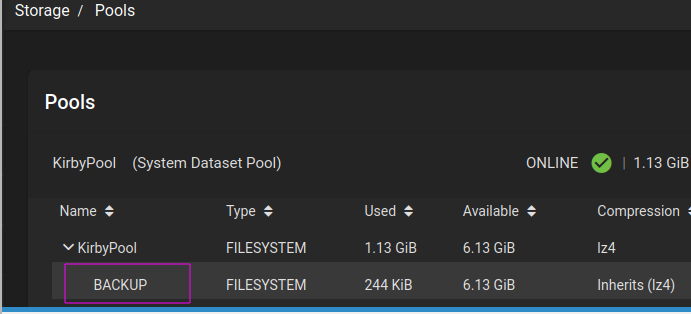 Storage / Pools
Pools
KirbyPool (System Dataset Pool) ONLINE | 1.13 GiB
Name Type Used Available Compression
KirbyPool FILESYSTEM 1.13 GiB 6.13 GiB lz4
BACKUP FILESYSTEM 244 KiB 6.13 GiB Inherits (lz4)